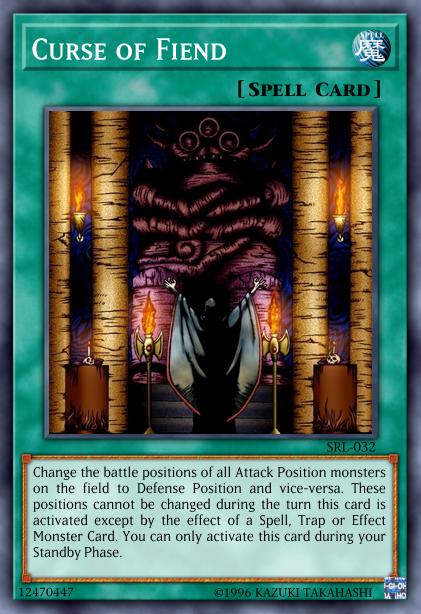 Curse of Fiend
SPELL
魔
[Spell Card]
SRL-032
Change the battle positions of all Attack Position monsters
on the field to Defense Position and vice-versa. These
positions cannot be changed during the turn this card is
activated except by the effect of a Spell, Trap or Effect
Monster Card. You can only activate this card during your
Standby Phase.
12470447
©1996 KAZUKI TAKAHASHI